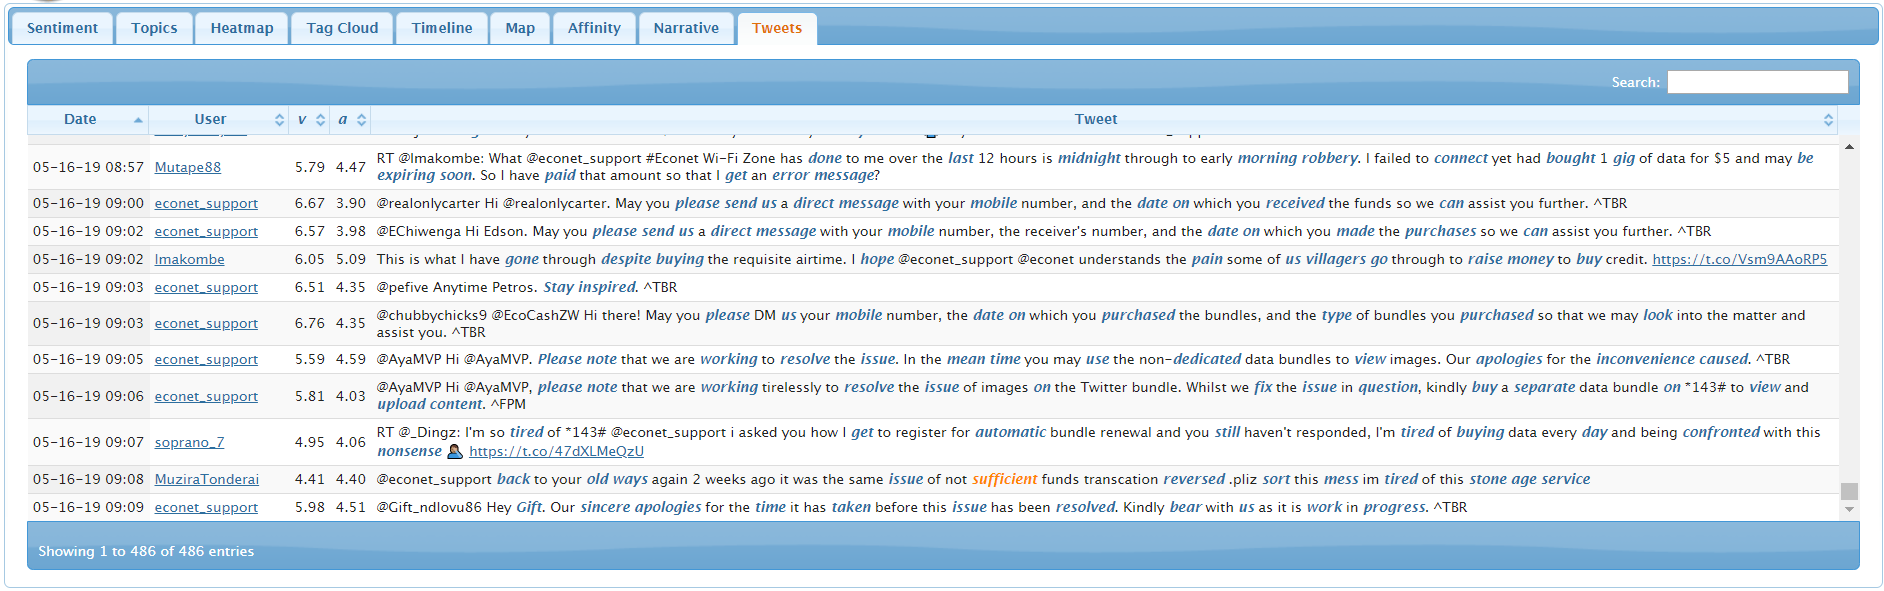 Sentiment Topics Heatmap Tag Cloud Timeline Map Affinity Narrative Tweets
Search:
Date User v a Tweet
05-16-19 08:57 Mutape88 5.79 4.47 RT @lmakombe: What @econet_support #Econet Wi-Fi Zone has done to me over the last 12 hours is midnight through to early morning robbery. I failed to connect yet had bought 1 gig of data for $5 and may be
expiring soon. So I have paid that amount so that I get an error message?
05-16-19 09:00 econet_support 6.67 3.90 @realonlycarter Hi @realonlycarter. May you please send us a direct message with your mobile number, and the date on which you received the funds so we can assist you further. ^TBR
05-16-19 09:02 econet_support 6.57 3.98 @EChiwenga Hi Edson. May you please send us a direct message with your mobile number, the receiver's number, and the date on which you made the purchases so we can assist you further. ^TBR
05-16-19 09:02 lmakombe 6.05 5.09 This is what I have gone through despite buying the requisite airtime. I hope @econet_support @econet understands the pain some of us villagers go through to raise money to buy credit. https://t.co/Vsm9AAoRP5
05-16-19 09:03 econet_support 6.51 4.35 @pefive Anytime Petros. Stay inspired. ^TBR
05-16-19 09:03 econet_support 6.76 4.35 @chubbychicks9 @EcoCashZW Hi there! May you please DM us your mobile number, the date on which you purchased the bundles, and the type of bundles you purchased so that we may look into the matter and
assist you. ^TBR
05-16-19 09:05 econet_support 5.59 4.59 @AyaMVP Hi @AyaMVP. Please note that we are working to resolve the issue. In the mean time you may use the non-dedicated data bundles to view images. Our apologies for the inconvenience caused. ^TBR
05-16-19 09:06 econet_support 5.81 4.03 @AyaMVP Hi @AyaMVP, please note that we are working tirelessly to resolve the issue of images on the Twitter bundle. Whilst we fix the issue in question, kindly buy a separate data bundle on *143# to view and
upload content. ^FPM
05-16-19 09:07 soprano_7 4.95 4.06 RT @_Dingz: I'm so tired of *143# @econet_support i asked you how I get to register for automatic bundle renewal and you still haven't responded, I'm tired of buying data every day and being confronted with this
nonsense https://t.co/47dXLMeQzU
05-16-19 09:08 MuziraTonderai 4.41 4.40 @econet_support back to your old ways again 2 weeks ago it was the same issue of not sufficient funds transcation reversed .pliz sort this mess im tired of this stone age service
05-16-19 09:09 econet_support 5.98 4.51 @Gift_ndlovu86 Hey Gift. Our sincere apologies for the time it has taken before this issue has been resolved. Kindly bear with us as it is work in progress. ^TBR
Showing 1 to 486 of 486 entries